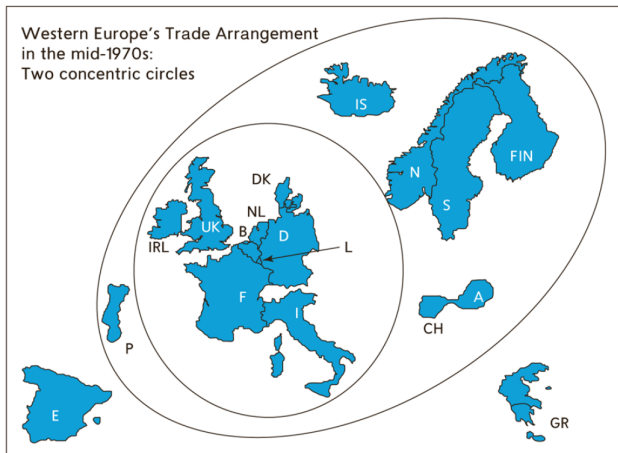 Western Europe's Trade Arrangement
in the mid-1970s:
Two concentric circles
IS
FIN
N
S
DK
NL
UK
B
D
IRL
L
F
I
A
CH
P
E
GR